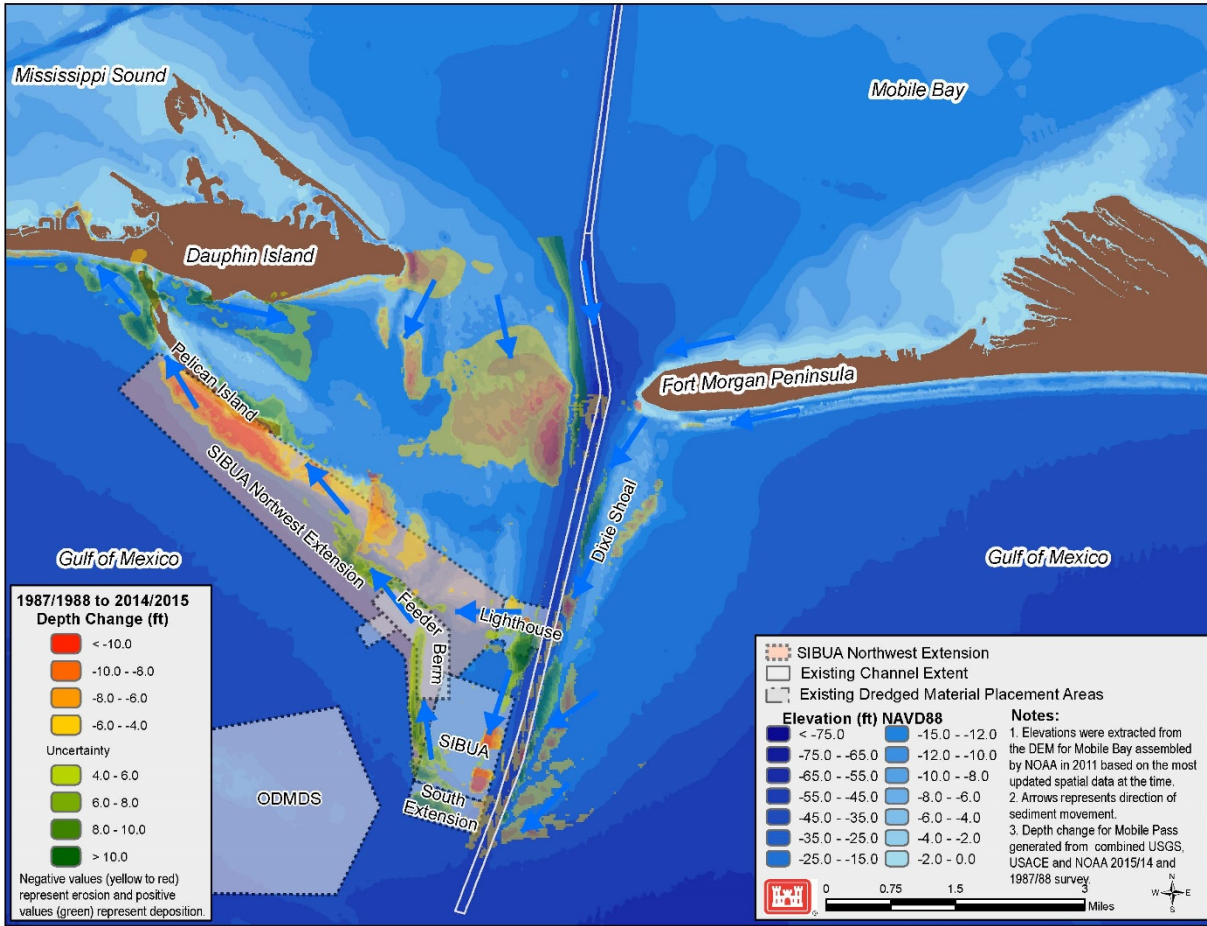 Mississippi Sound
Mobile Bay
Dauphin Island
Pelican Island
Fort Morgan Peninsula
SIBUA Nortwest Extension
Dixie Shoal
Gulf of Mexico
Gulf of Mexico
Feeder
Berm
Lighthouse
SIBUA
South
Extension
ODMDS
1987/1988 to 2014/2015
Depth Change (ft)
< -10.0
-10.0 - -8.0
-8.0 - -6.0
-6.0 - -4.0
Uncertainty
4.0 - 6.0
6.0 - 8.0
8.0 - 10.0
> 10.0
Negative values (yellow to red)
represent erosion and positive
values (green) represent deposition.
SIBUA Northwest Extension
Existing Channel Extent
Existing Dredged Material Placement Areas
Elevation (ft) NAVD88
< -75.0
-75.0 - -65.0
-65.0 - -55.0
-55.0 - -45.0
-45.0 - -35.0
-35.0 - -25.0
-25.0 - -15.0
-15.0 - -12.0
-12.0 - -10.0
-10.0 - -8.0
-8.0 - -6.0
-6.0 - -4.0
-4.0 - -2.0
-2.0 - 0.0
Notes:
1. Elevations were extracted from
the DEM for Mobile Bay assembled
by NOAA in 2011 based on the most
updated spatial data at the time.
2. Arrows represents direction of
sediment movement.
3. Depth change for Mobile Pass
generated from combined USGS,
USACE and NOAA 2015/14 and
1987/88 survey.
0 0.75 1.5 3
Miles
N
W E
S
®